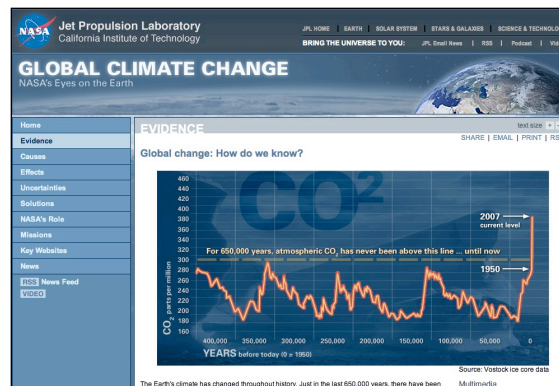 NASA
Jet Propulsion Laboratory
California Institute of Technology
JPL HOME | EARTH | SOLAR SYSTEM | STARS & GALAXIES | SCIENCE & TECHNOLO
BRING THE UNIVERSE TO YOU: JPL Email News | RSS | Podcast | Vid
GLOBAL CLIMATE CHANGE
NASA's Eyes on the Earth
Home
Evidence
Causes
Effects
Uncertainties
Solutions
NASA's Role
Missions
Key Websites
News
RSS News Feed
VIDEO
EVIDENCE
text size +
SHARE | EMAIL | PRINT | RS
Global change: How do we know?
CO2
460
440
420
400
380
360
340
320
300
280
260
240
220
200
180
160
CO2 parts per million
2007
current level
For 650,000 years, atmospheric CO2 has never been above this line ... until now
1950
400,000 350,000 300,000 250,000 200,000 150,000 100,000 50,000 0
YEARS before today (0 = 1950)
Source: Vostock ice core data
The Earth's climate has changed throughout history. Just in the last 650,000 years, there have been
Multimedia